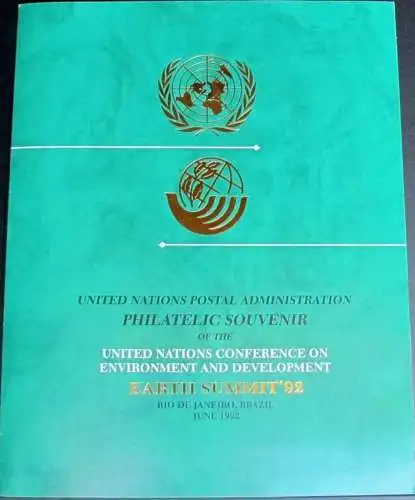 UNITED NATIONS POSTAL ADMINISTRATION
PHILATELIC SOUVENIR
OF THE
UNITED NATIONS CONFERENCE ON
ENVIRONMENT AND DEVELOPMENT
EARTH SUMMIT'92
RIO DE JANEIRO, BRAZIL
JUNE 1992